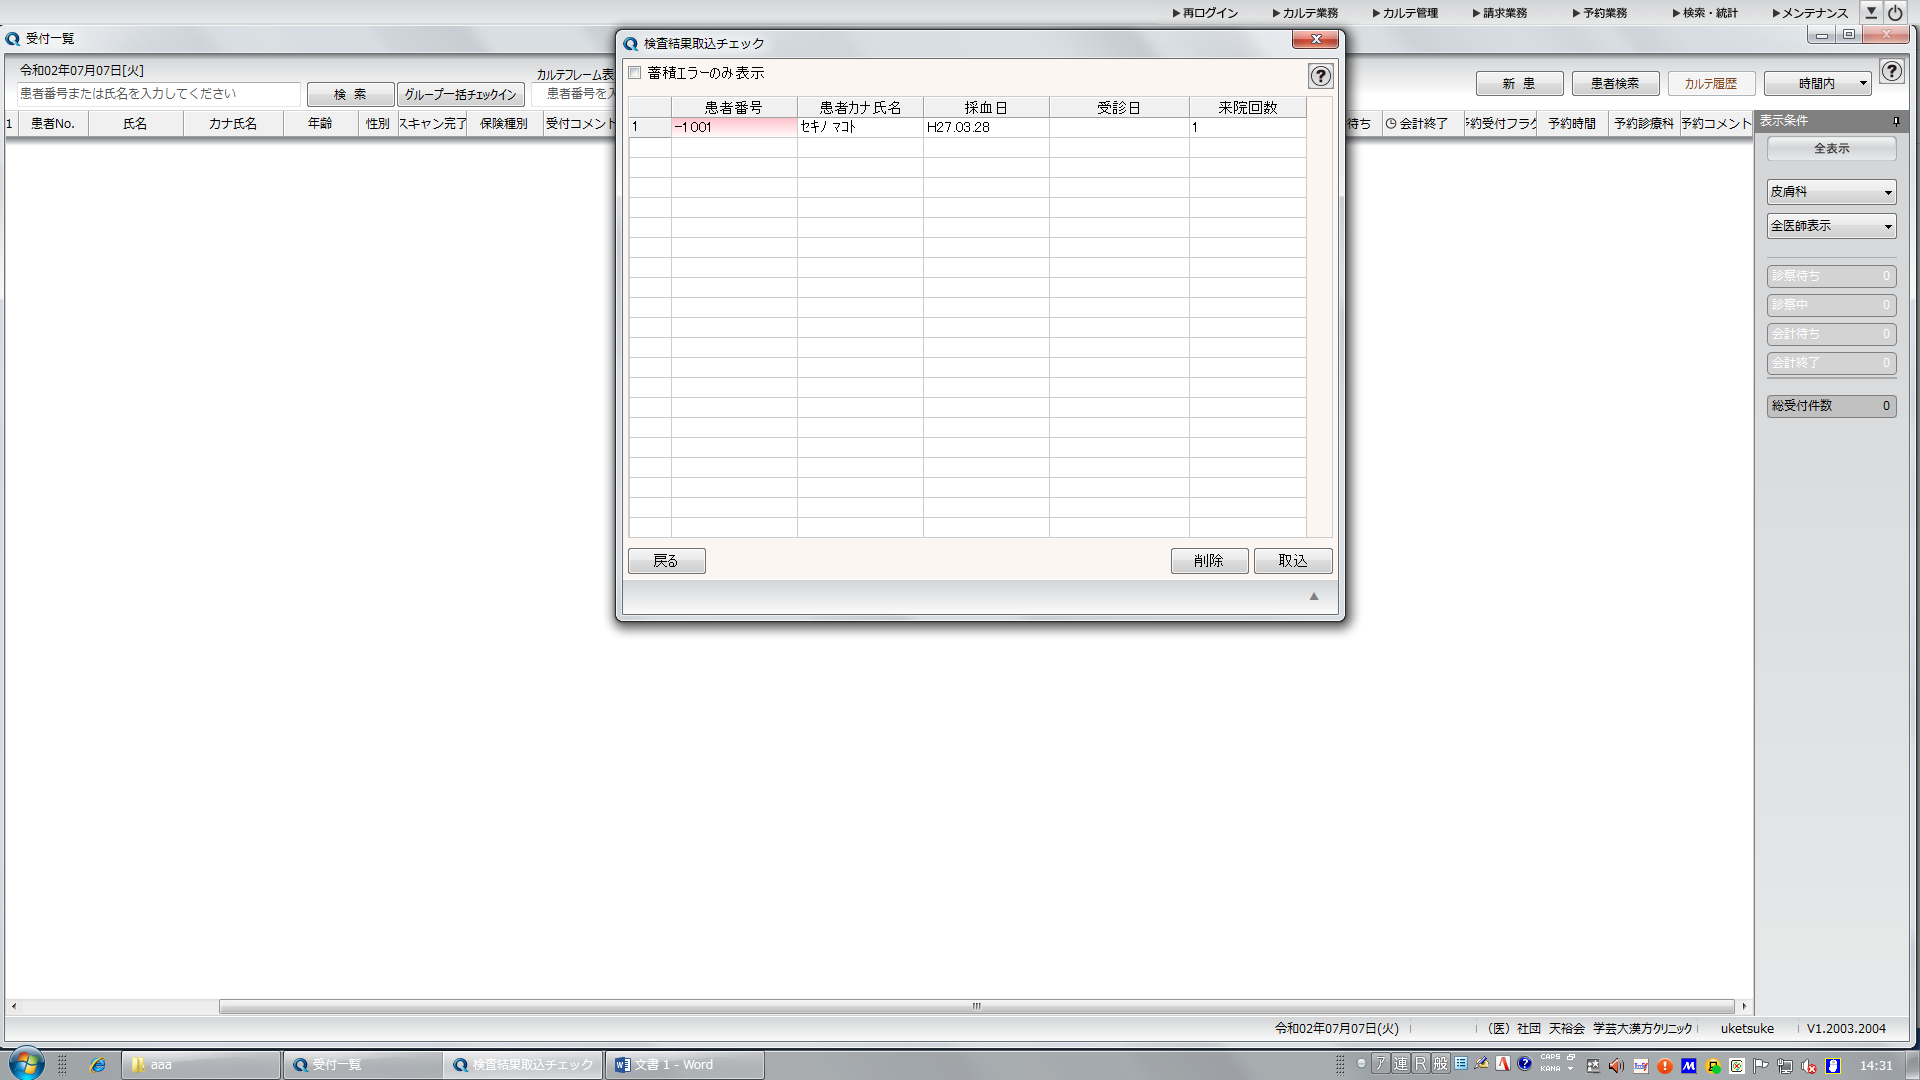 ▶再ログイン ▶カルテ業務 ▶カルテ管理 ▶請求業務 ▶予約業務 ▶検索・統計 ▶メンテナンス
受付一覧
令和02年07月07日[火]
カルテフレーム表
患者番号または氏名を入力してください 検 索 グループ一括チェックイン 患者番号を入
新 患 患者検索 カルテ履歴 時間内
1 患者No. 氏名 カナ氏名 年齢 性別 スキャン完了 保険種別 受付コメント
待ち 会計終了 予約受付フラグ 予約時間 予約診療科 予約コメント
検査結果取込チェック
蓄積エラーのみ表示
患者番号 患者カナ氏名 採血日 受診日 来院回数
1 -1001 ｾｷﾉ ﾏｺﾄ H27.03.28 1
戻る 削除 取込
表示条件
全表示
皮膚科
全医師表示
診察待ち 0
診察中 0
会計待ち 0
会計終了 0
総受付件数 0
令和02年07月07日(火) （医）社団 天裕会 学芸大漢方クリニック uketsuke V1.2003.2004
aaa 受付一覧 検査結果取込チェック 文書 1 - Word
ア 連 R 般 CAPS KANA 14:31